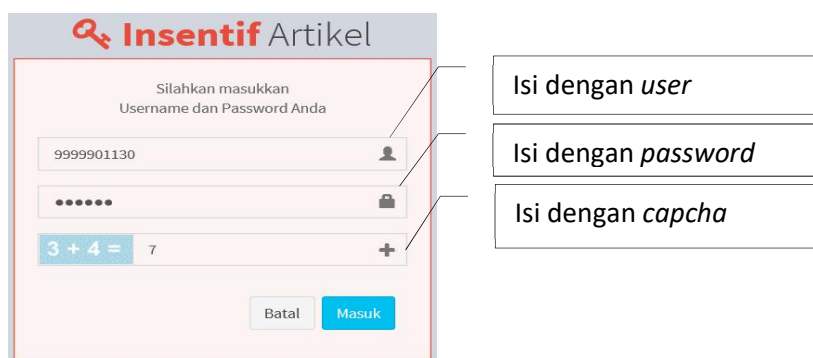 Insentif Artikel
Silahkan masukkan
Username dan Password Anda
9999901130
••••••
3 + 4 = 7
Batal Masuk
Isi dengan user
Isi dengan password
Isi dengan capcha